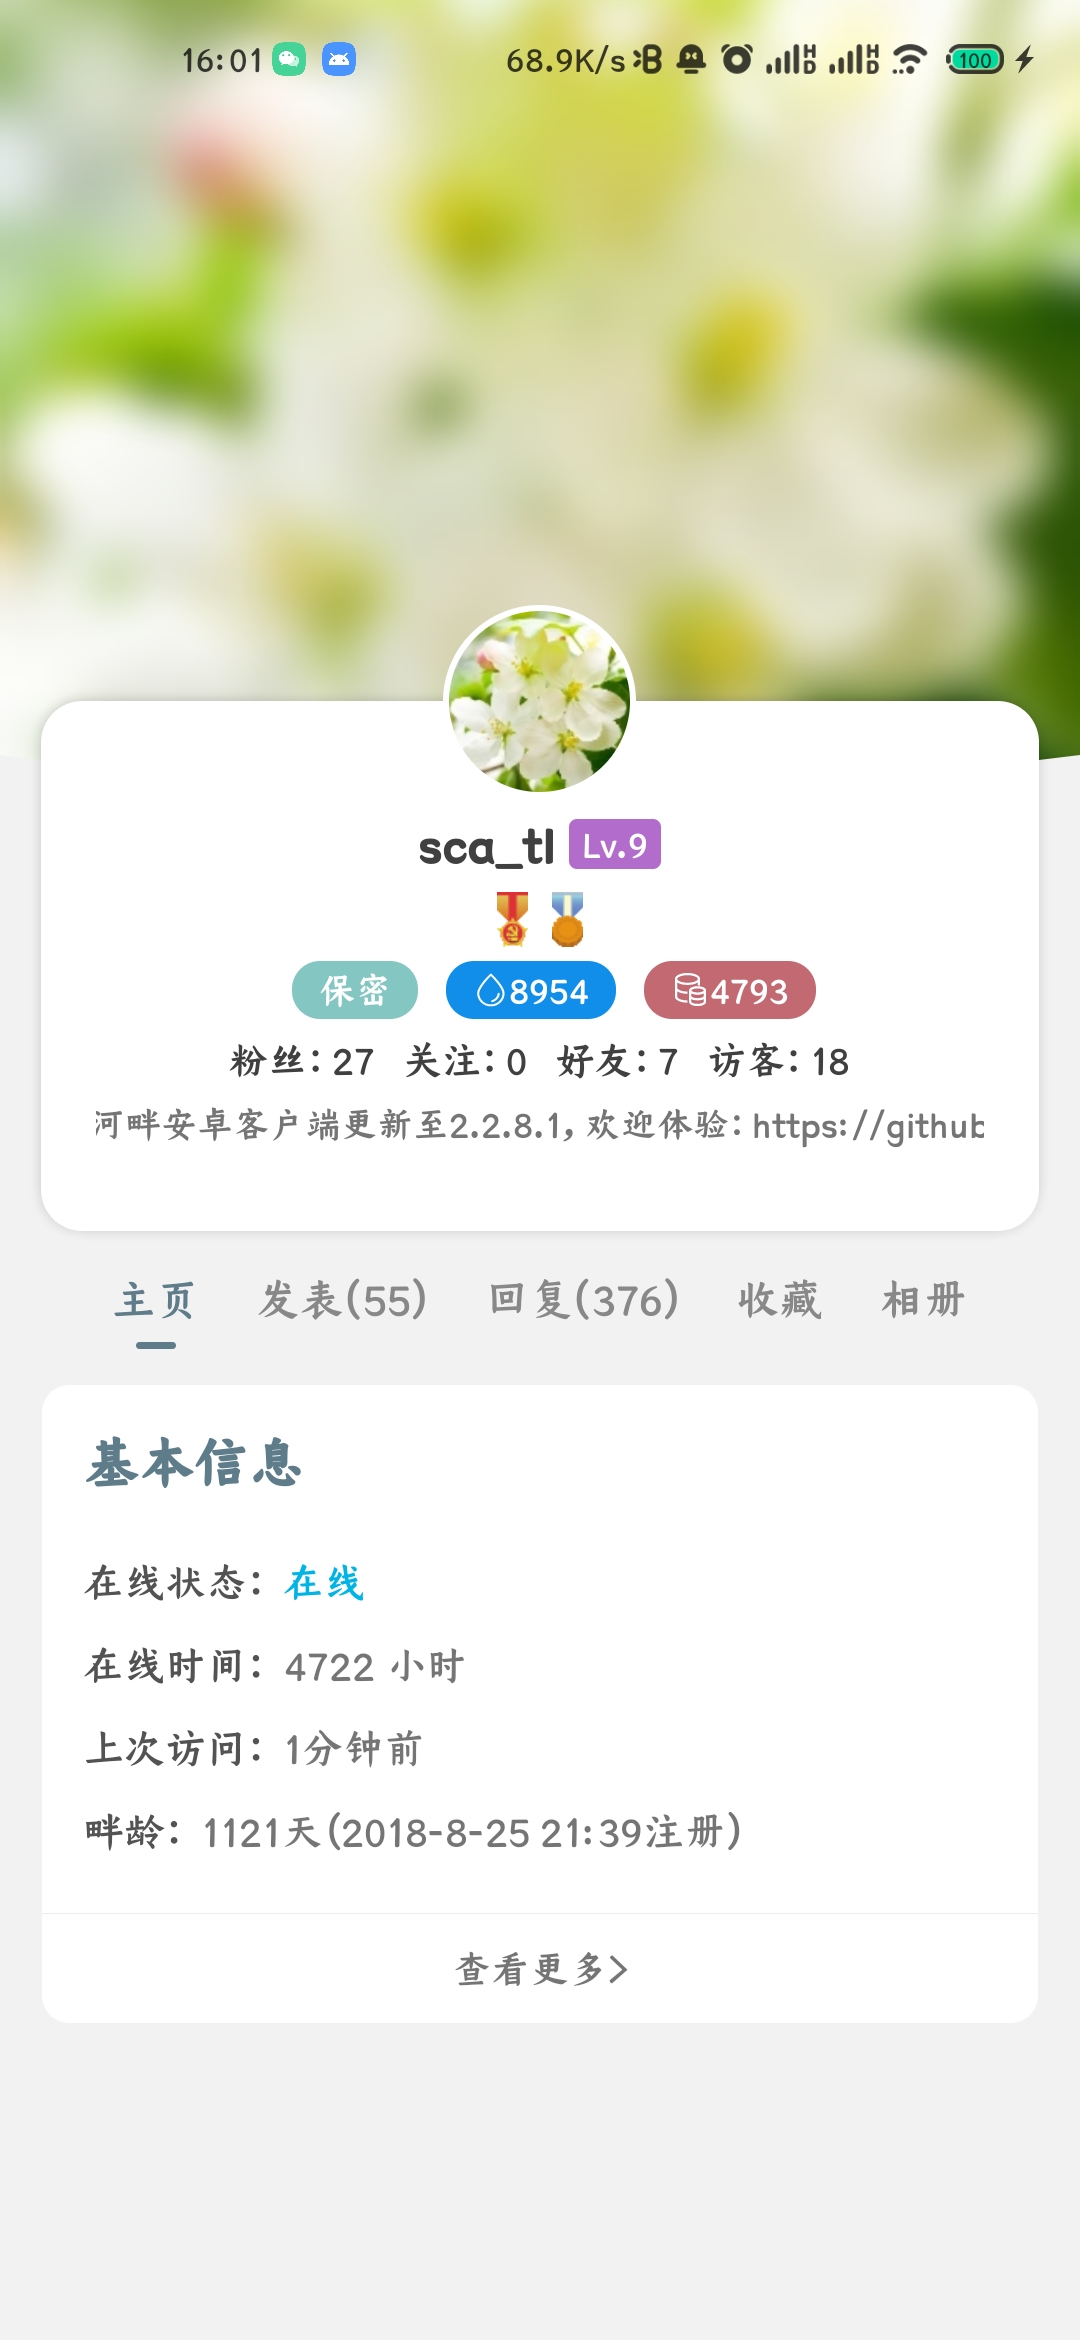 16:01 68.9K/s 100
sca_tl Lv.9
保密 8954 4793
粉丝: 27 关注: 0 好友: 7 访客: 18
河畔安卓客户端更新至2.2.8.1, 欢迎体验: https://github
主页 发表(55) 回复(376) 收藏 相册
基本信息
在线状态: 在线
在线时间: 4722 小时
上次访问: 1分钟前
畔龄: 1121天(2018-8-25 21:39注册)
查看更多>